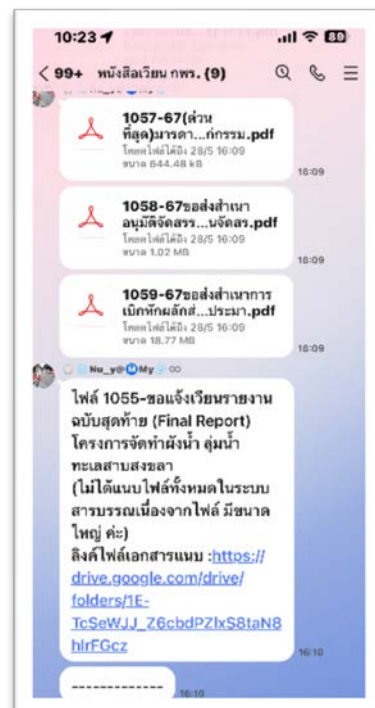 10:23
89
99+ หนังสือเวียน กพร. (9)
1057-67(ด่วน
ที่สุด)มารดา...ก่กรรม.pdf
โหลดไฟล์ได้ถึง 28/5 16:09
ขนาด 644.48 kB
16:09
1058-67ขอส่งสำเนา
อนุมัติจัดสรร...นจัดสร.pdf
โหลดไฟล์ได้ถึง 28/5 16:09
ขนาด 1.02 MB
16:09
1059-67ขอส่งสำเนาการ
เบิกหักผลักส่...ประมา.pdf
โหลดไฟล์ได้ถึง 28/5 16:09
ขนาด 18.77 MB
16:09
Nu_y@My
ไฟล์ 1055-ขอแจ้งเวียนรายงาน
ฉบับสุดท้าย (Final Report)
โครงการจัดทำผังน้ำ ลุ่มน้ำ
ทะเลสาบสงขลา
(ไม่ได้แนบไฟล์ทั้งหมดในระบบ
สารบรรณเนื่องจากไฟล์ มีขนาด
ใหญ่ ค่ะ)
ลิงค์ไฟล์เอกสารแนบ :https://
drive.google.com/drive/
folders/1E-
TcSeWJJ_Z6cbdPZlxS8taN8
hlrFGcz
16:10
-------------
16:10